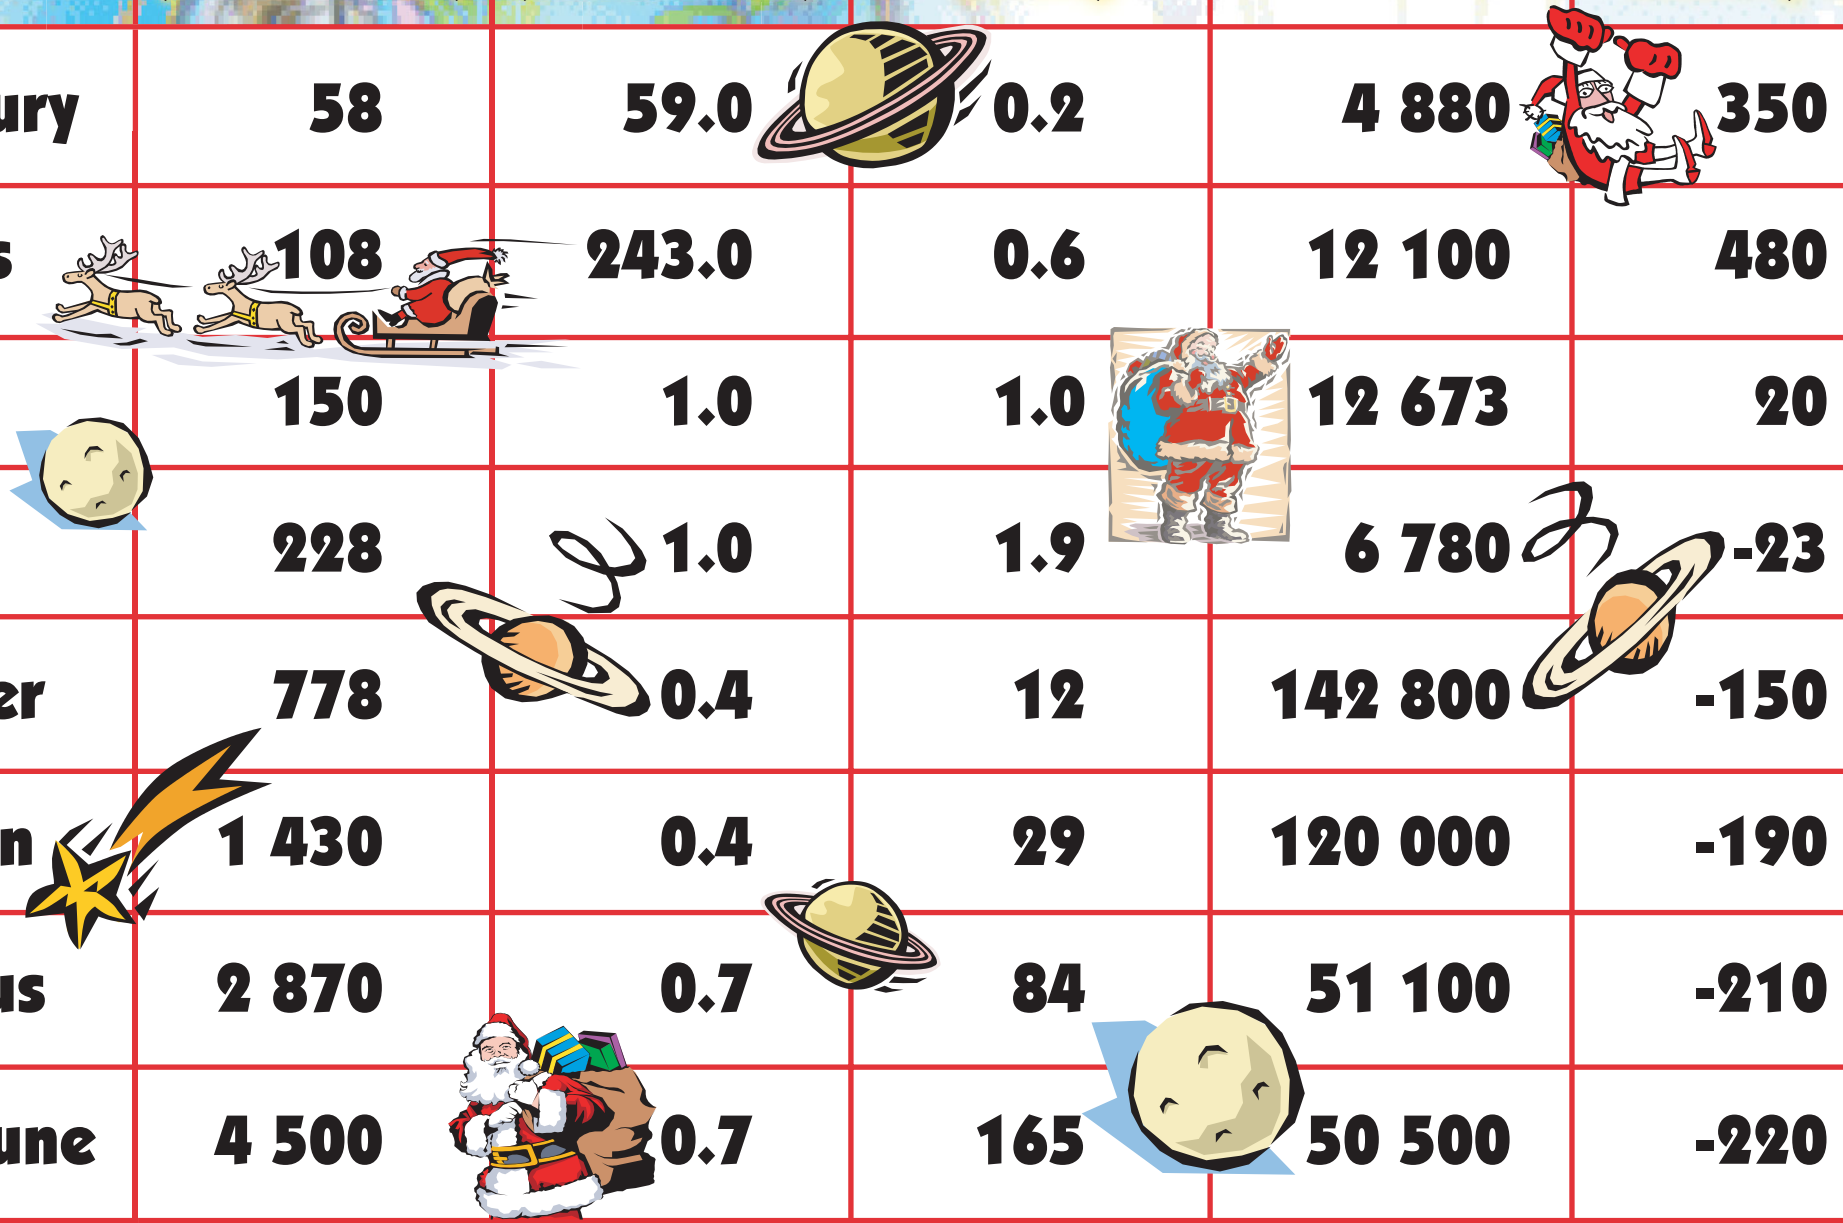 ury 58 59.0 0.2 4 880 350
s 108 243.0 0.6 12 100 480
150 1.0 1.0 12 673 20
228 1.0 1.9 6 780 -23
er 778 0.4 12 142 800 -150
n 1 430 0.4 29 120 000 -190
us 2 870 0.7 84 51 100 -210
une 4 500 0.7 165 50 500 -220